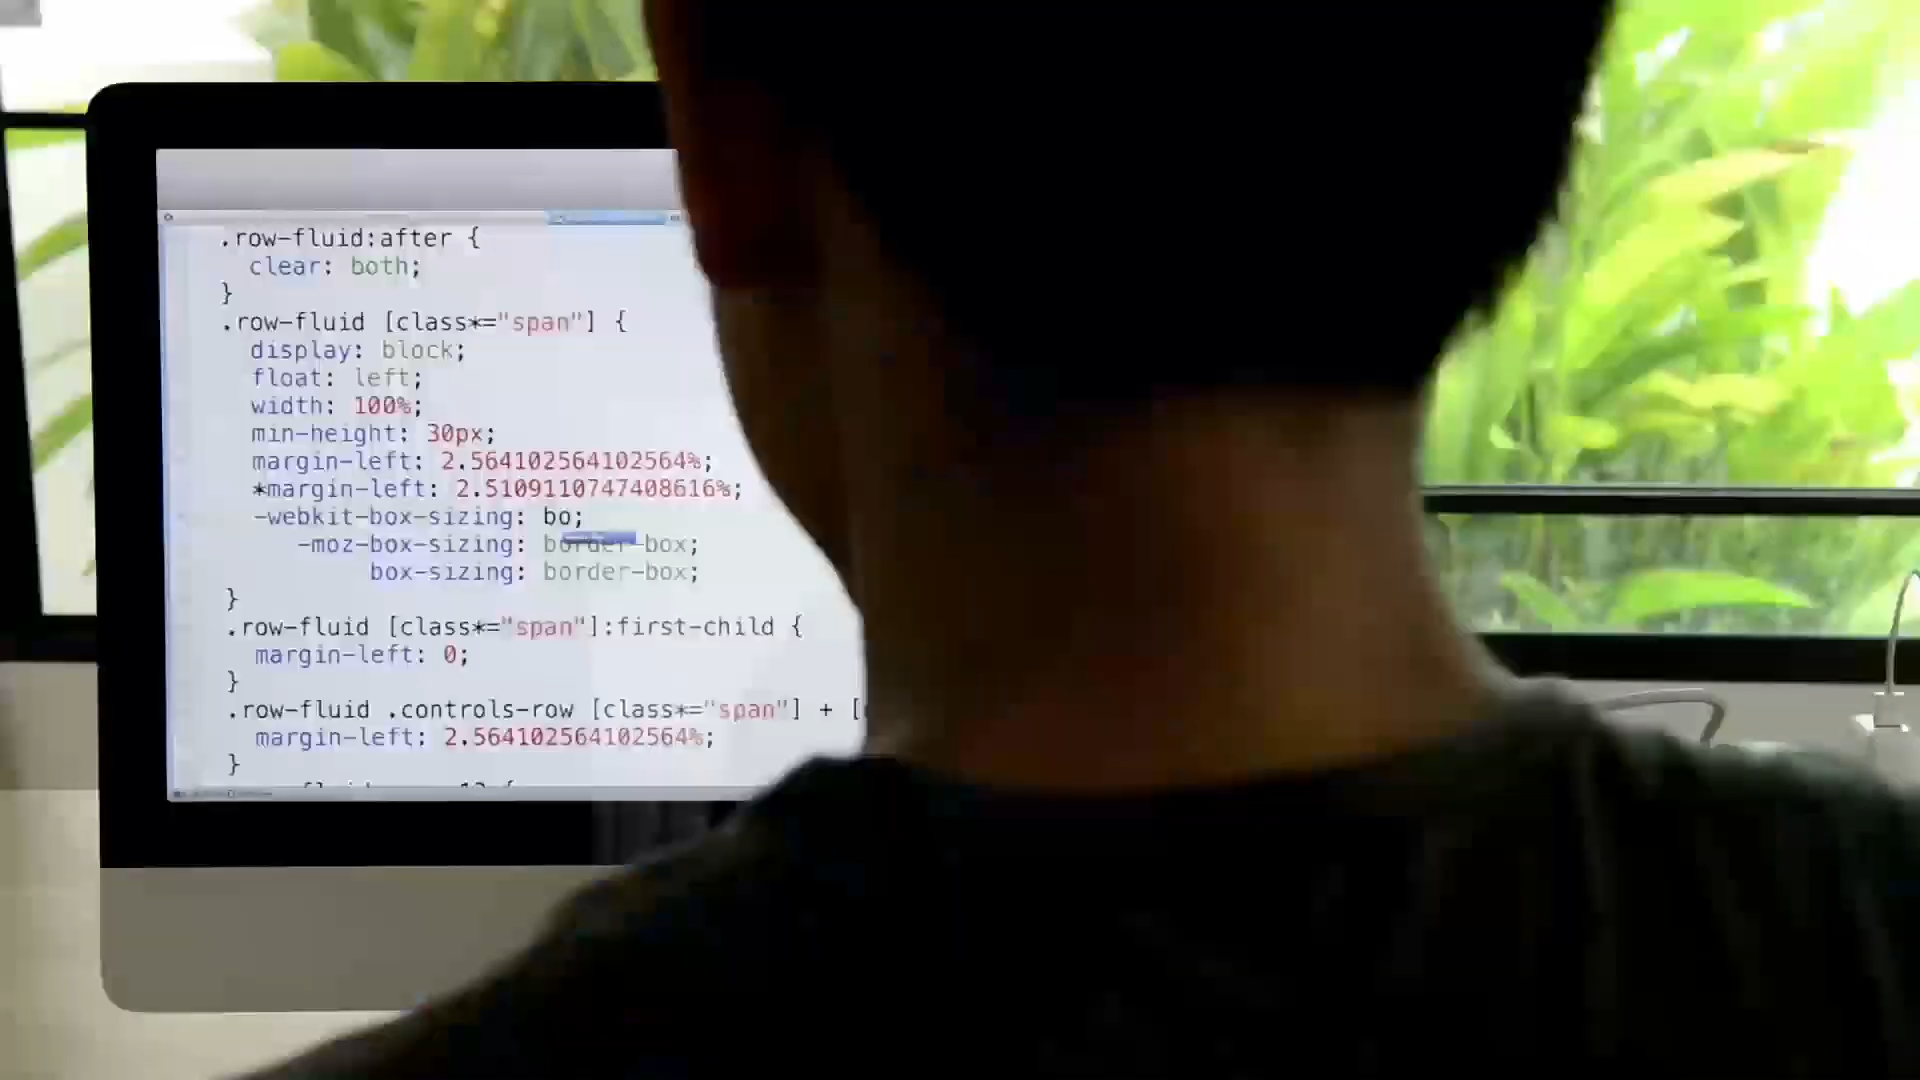 .row-fluid:after {
clear: both;
}
.row-fluid [class*="span"] {
display: block;
float: left;
width: 100%;
min-height: 30px;
margin-left: 2.564102564102564%;
*margin-left: 2.5109110747408616%;
-webkit-box-sizing: bo;
-moz-box-sizing: border-box;
box-sizing: border-box;
}
.row-fluid [class*="span"]:first-child {
margin-left: 0;
}
.row-fluid .controls-row [class*="span"] + [
margin-left: 2.564102564102564%;
}